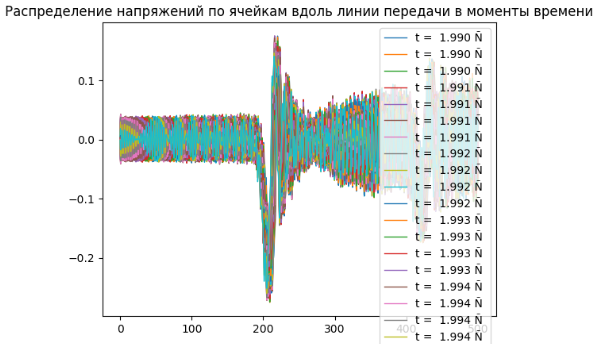 Распределение напряжений по ячейкам вдоль линии передачи в моменты времени
t =  1.990 Ñ
t =  1.990 Ñ
t =  1.990 Ñ
t =  1.991 Ñ
t =  1.991 Ñ
t =  1.991 Ñ
t =  1.991 Ñ
t =  1.992 Ñ
t =  1.992 Ñ
t =  1.992 Ñ
t =  1.992 Ñ
t =  1.993 Ñ
t =  1.993 Ñ
t =  1.993 Ñ
t =  1.993 Ñ
t =  1.994 Ñ
t =  1.994 Ñ
t =  1.994 Ñ
t =  1.994 Ñ
0.1
0.0
−0.1
−0.2
0 100 200 300 400 500